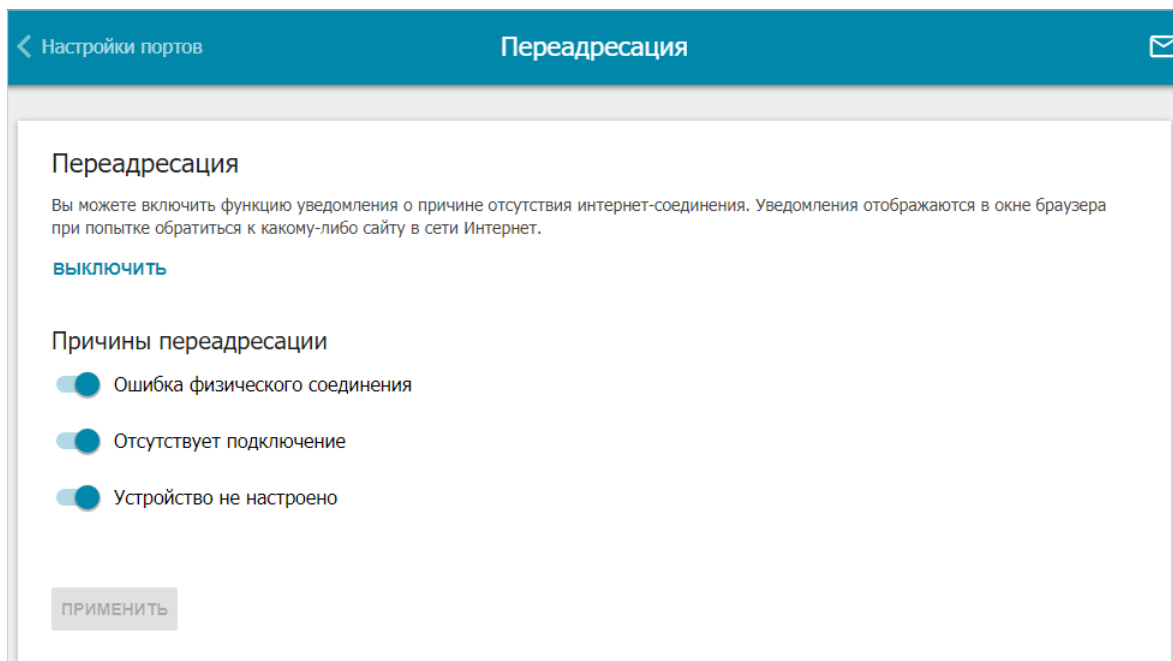 Настройки портов
Переадресация
Переадресация
Вы можете включить функцию уведомления о причине отсутствия интернет-соединения. Уведомления отображаются в окне браузера
при попытке обратиться к какому-либо сайту в сети Интернет.
ВЫКЛЮЧИТЬ
Причины переадресации
Ошибка физического соединения
Отсутствует подключение
Устройство не настроено
ПРИМЕНИТЬ